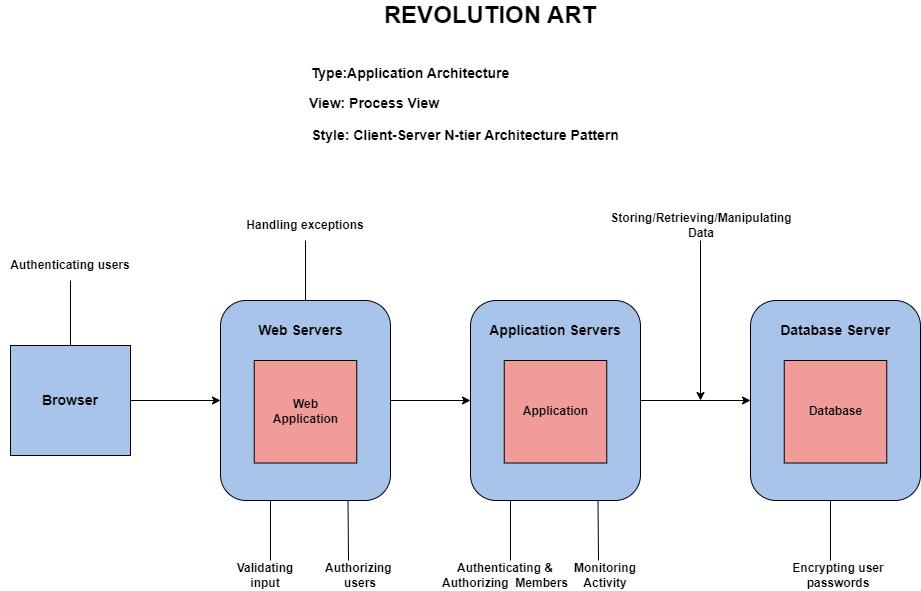 REVOLUTION ART
Type:Application Architecture
View: Process View
Style: Client-Server N-tier Architecture Pattern
Storing/Retrieving/Manipulating
Data
Handling exceptions
Authenticating users
Browser
Web Servers
Web
Application
Application Servers
Application
Database Server
Database
Validating
input
Authorizing
users
Authenticating &
Authorizing Members
Monitoring
Activity
Encrypting user
passwords